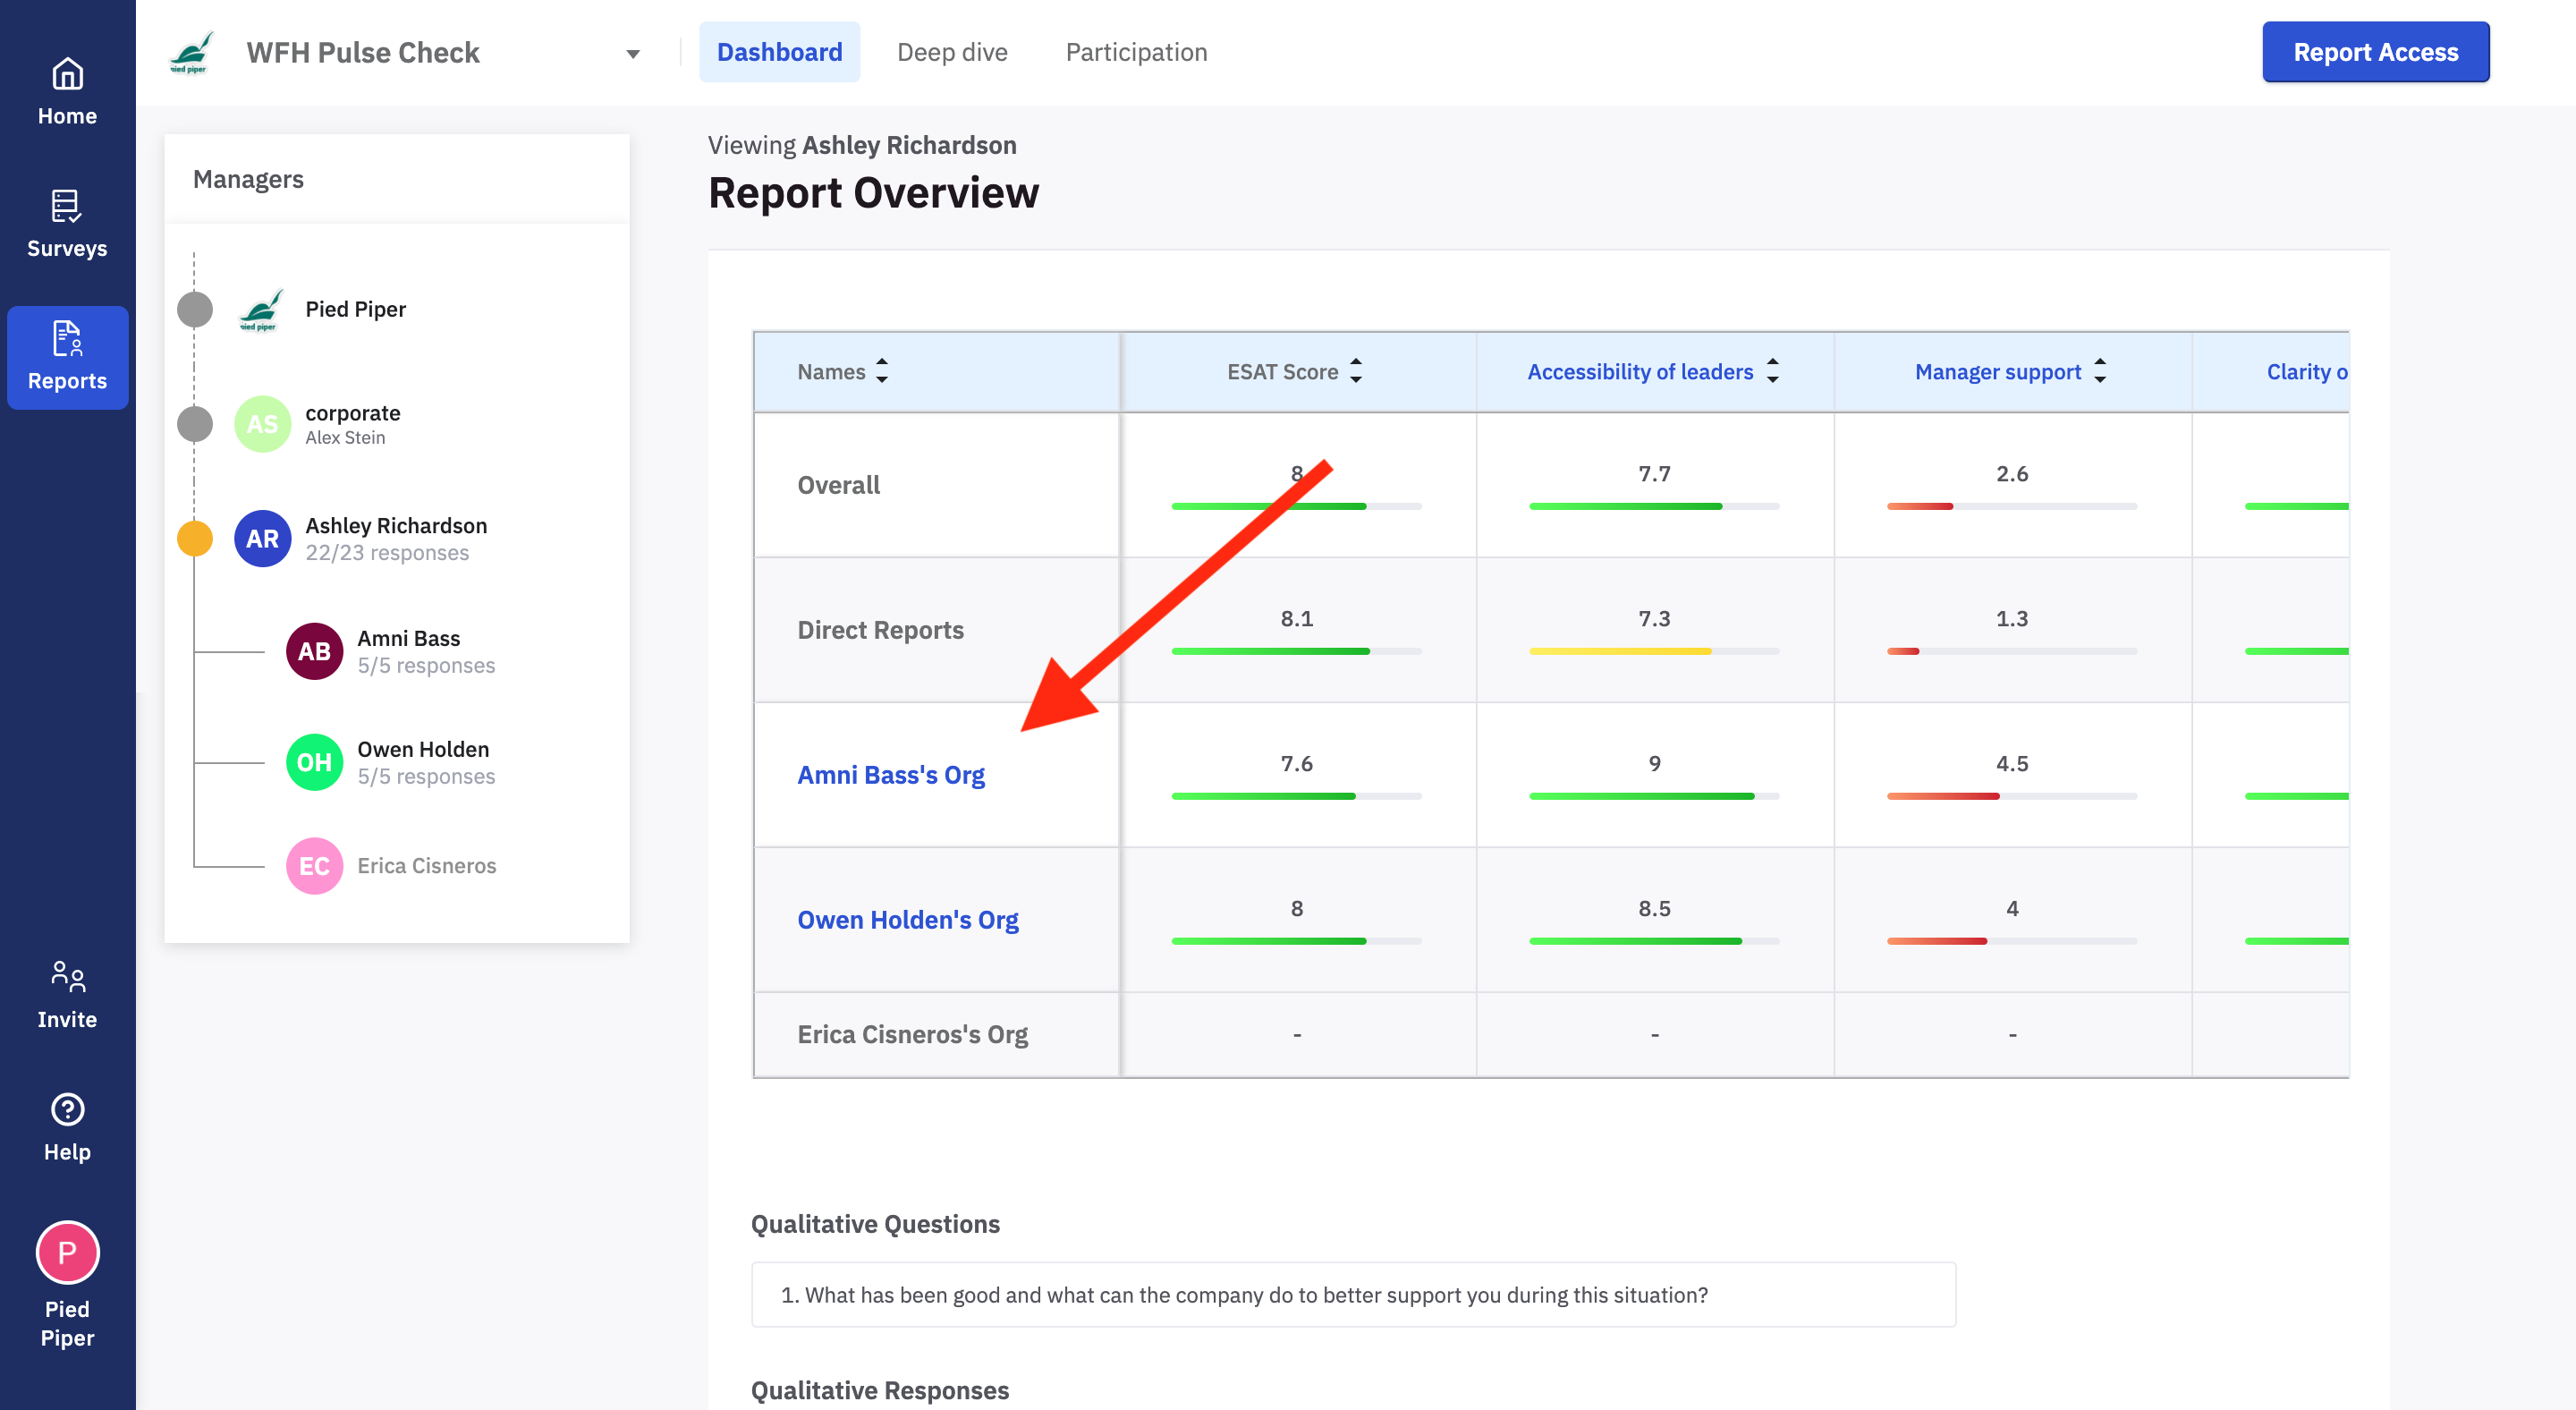 Home
Surveys
Reports
Invite
Help
P
Pied
Piper
pied piper
WFH Pulse Check
Dashboard
Deep dive
Participation
Report Access
Managers
pied piper
Pied Piper
AS
corporate
Alex Stein
AR
Ashley Richardson
22/23 responses
AB
Amni Bass
5/5 responses
OH
Owen Holden
5/5 responses
EC
Erica Cisneros
Viewing Ashley Richardson
Report Overview
Names ESAT Score Accessibility of leaders Manager support Clarity o
Overall 8 7.7 2.6
Direct Reports 8.1 7.3 1.3
Amni Bass's Org 7.6 9 4.5
Owen Holden's Org 8 8.5 4
Erica Cisneros's Org - - -
Qualitative Questions
1. What has been good and what can the company do to better support you during this situation?
Qualitative Responses